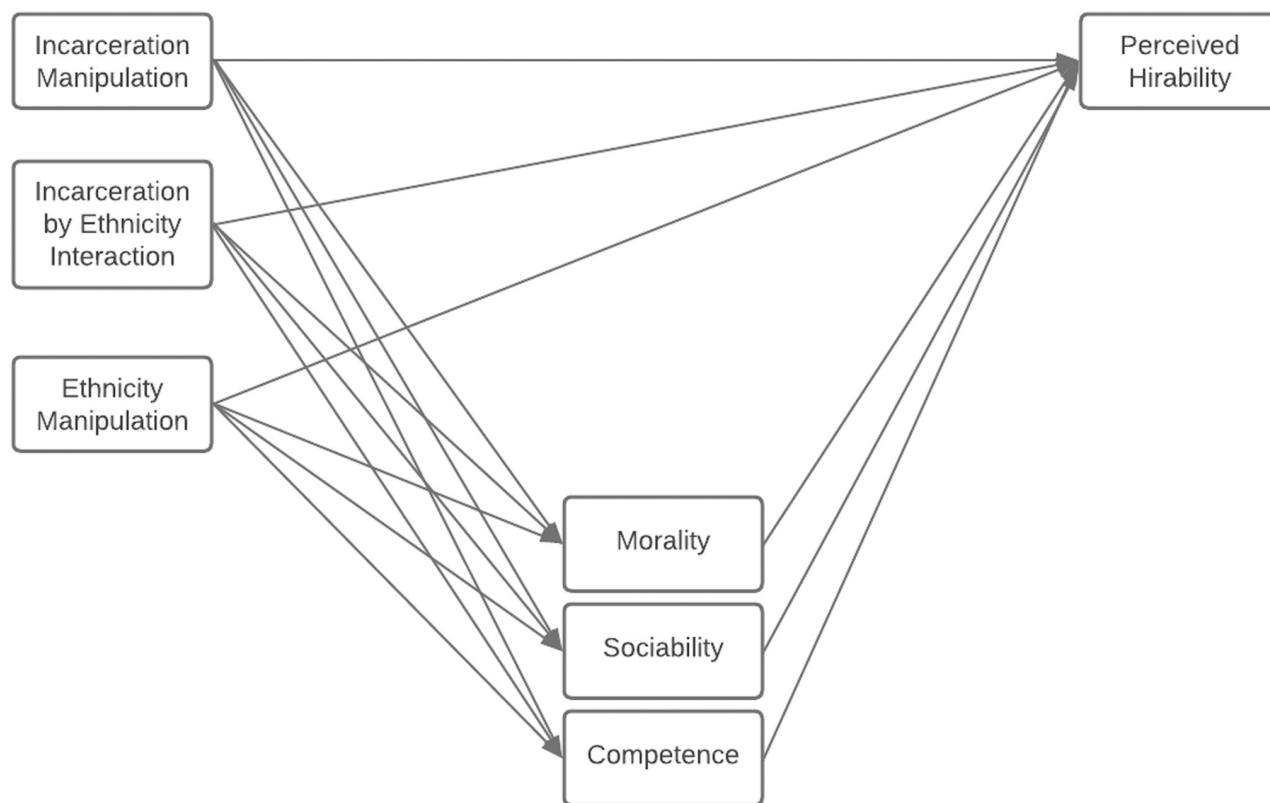 Incarceration
Manipulation
Perceived
Hirability
Incarceration
by Ethnicity
Interaction
Ethnicity
Manipulation
Morality
Sociability
Competence